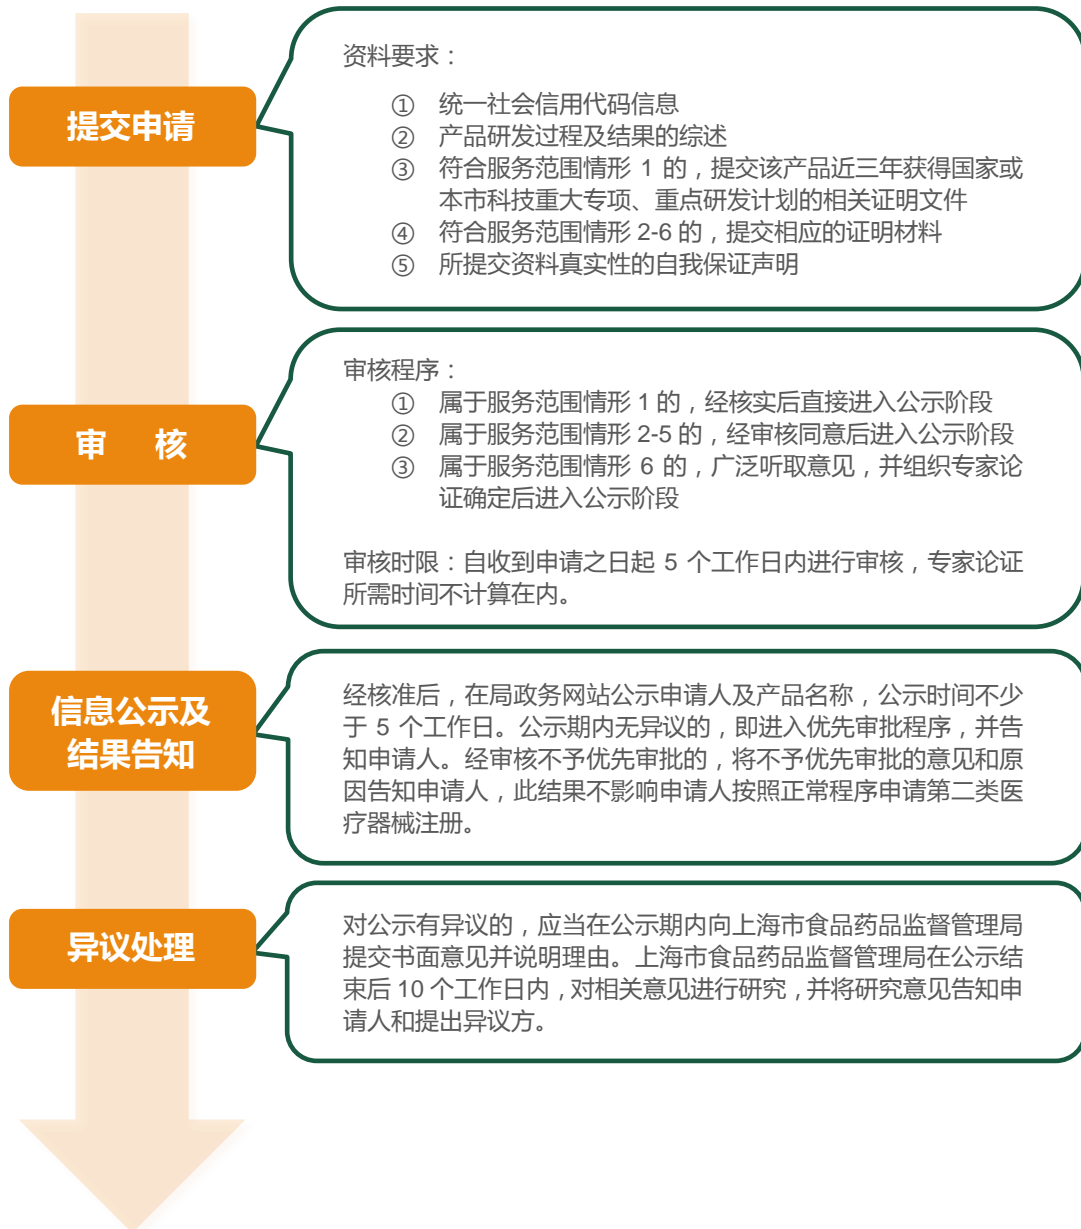 提交申请
资料要求：
① 统一社会信用代码信息
② 产品研发过程及结果的综述
③ 符合服务范围情形 1 的，提交该产品近三年获得国家或
本市科技重大专项、重点研发计划的相关证明文件
④ 符合服务范围情形 2-6 的，提交相应的证明材料
⑤ 所提交资料真实性的自我保证声明
审 核
审核程序：
① 属于服务范围情形 1 的，经核实后直接进入公示阶段
② 属于服务范围情形 2-5 的，经审核同意后进入公示阶段
③ 属于服务范围情形 6 的，广泛听取意见，并组织专家论
证确定后进入公示阶段
审核时限：自收到申请之日起 5 个工作日内进行审核，专家论证
所需时间不计算在内。
信息公示及
结果告知
经核准后，在局政务网站公示申请人及产品名称，公示时间不少
于 5 个工作日。公示期内无异议的，即进入优先审批程序，并告
知申请人。经审核不予优先审批的，将不予优先审批的意见和原
因告知申请人，此结果不影响申请人按照正常程序申请第二类医
疗器械注册。
异议处理
对公示有异议的，应当在公示期内向上海市食品药品监督管理局
提交书面意见并说明理由。上海市食品药品监督管理局在公示结
束后 10 个工作日内，对相关意见进行研究，并将研究意见告知申
请人和提出异议方。